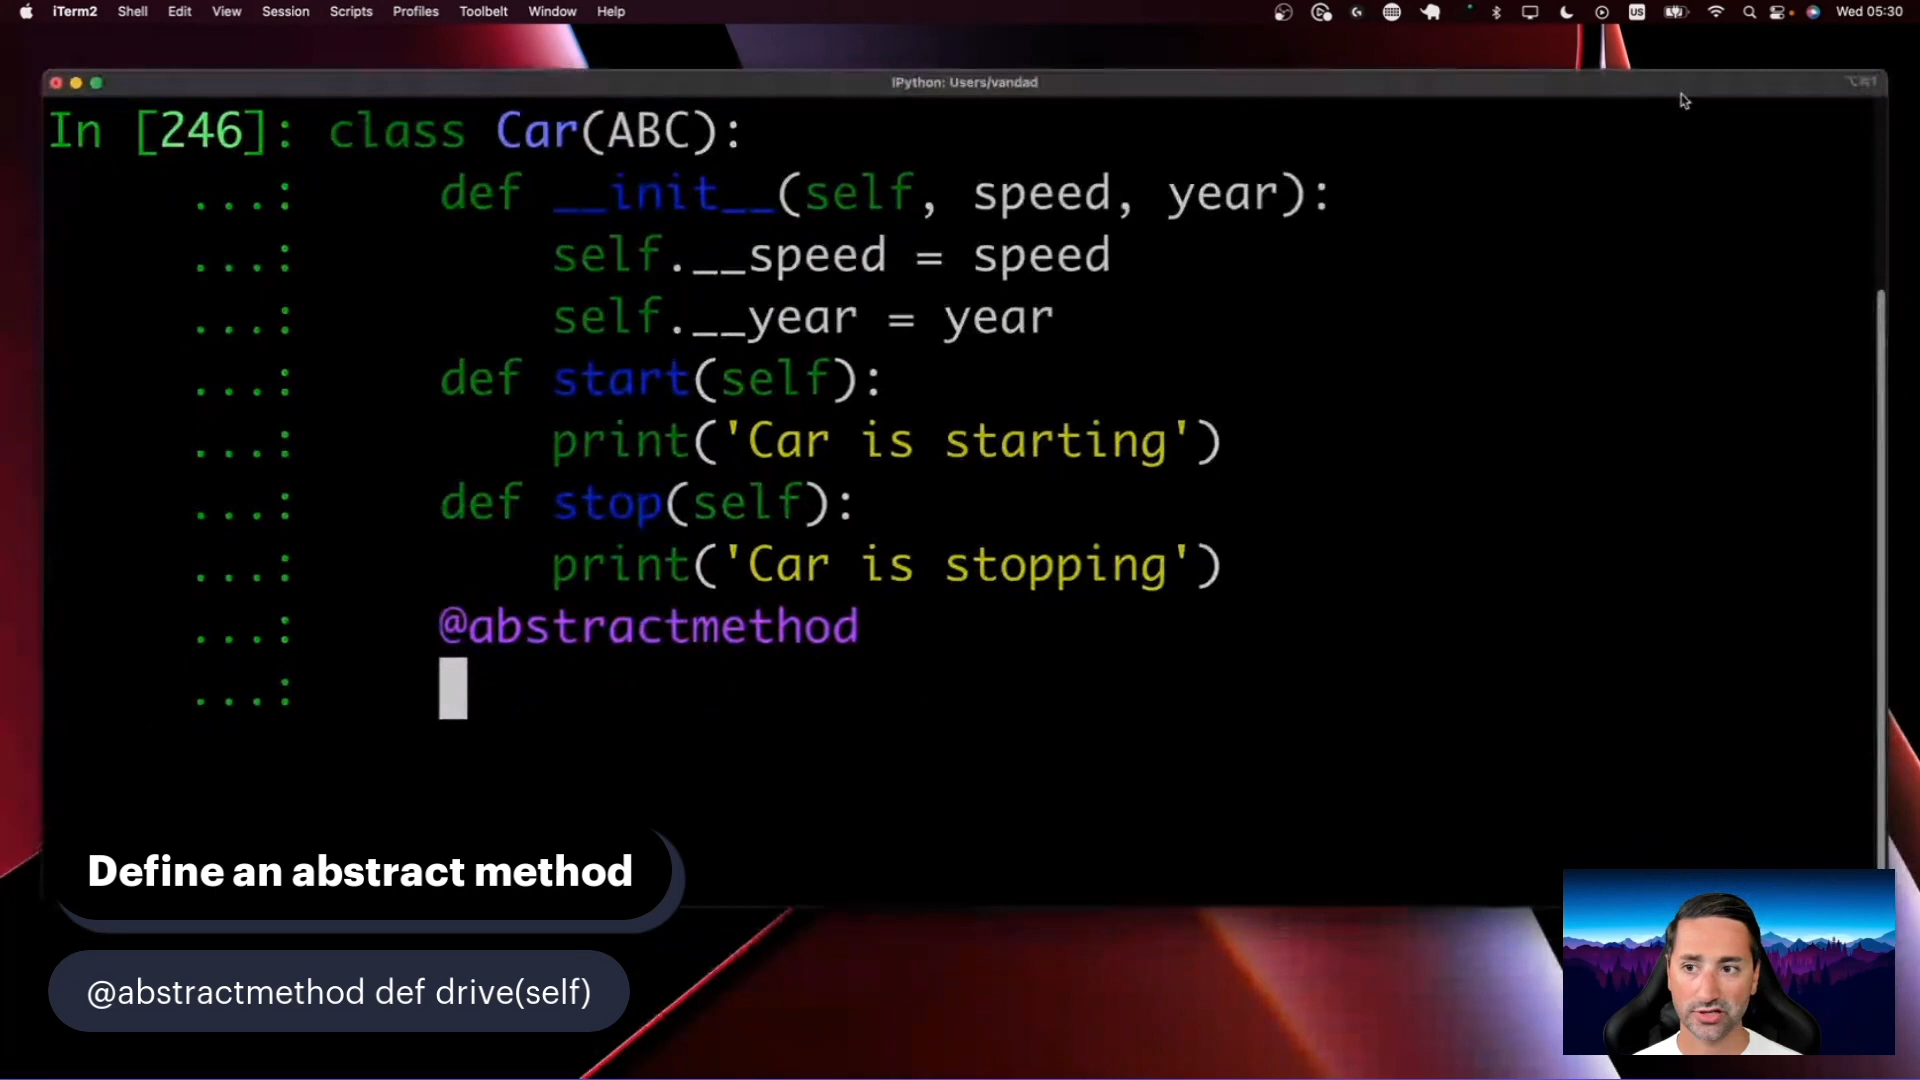 iTerm2 Shell Edit View Session Scripts Profiles Toolbelt Window Help US Wed 05:30
IPython: Users/vandad
In [246]: class Car(ABC):
...: def __init__(self, speed, year):
...: self.__speed = speed
...: self.__year = year
...: def start(self):
...: print('Car is starting')
...: def stop(self):
...: print('Car is stopping')
...: @abstractmethod
...:
Define an abstract method
@abstractmethod def drive(self)